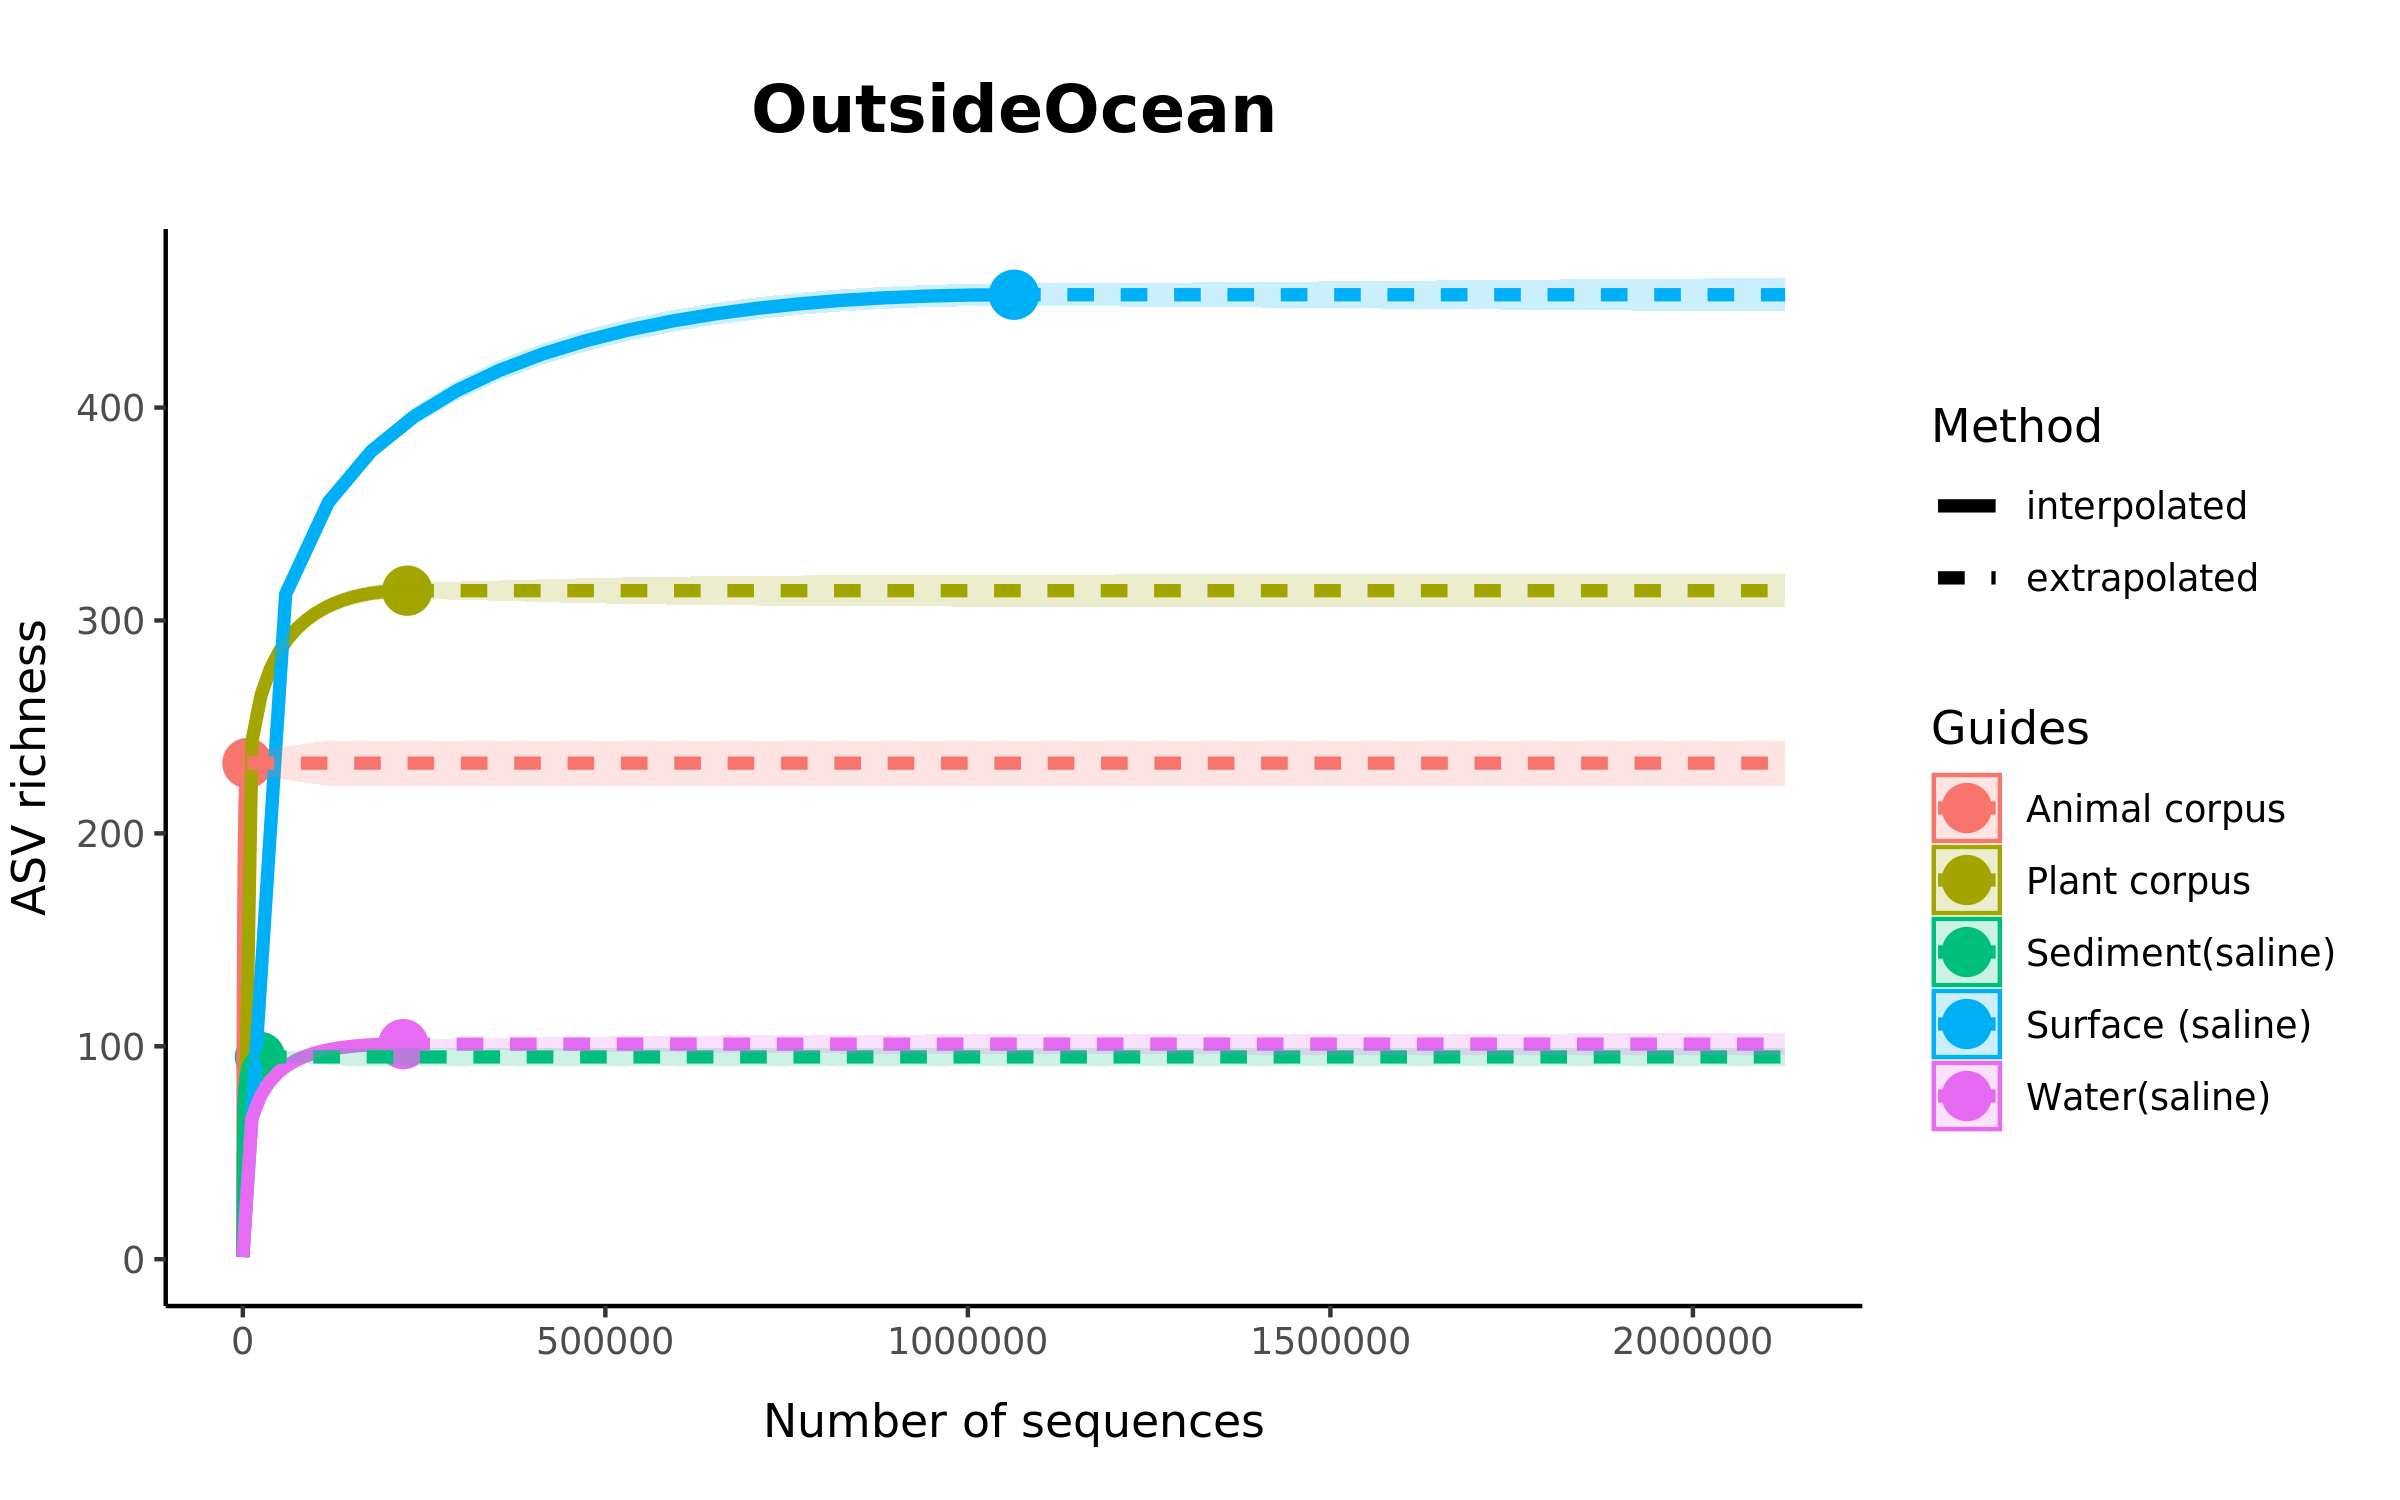 OutsideOcean
ASV richness
400
300
200
100
0
0 500000 1000000 1500000 2000000
Number of sequences
Method
interpolated
extrapolated
Guides
Animal corpus
Plant corpus
Sediment(saline)
Surface (saline)
Water(saline)